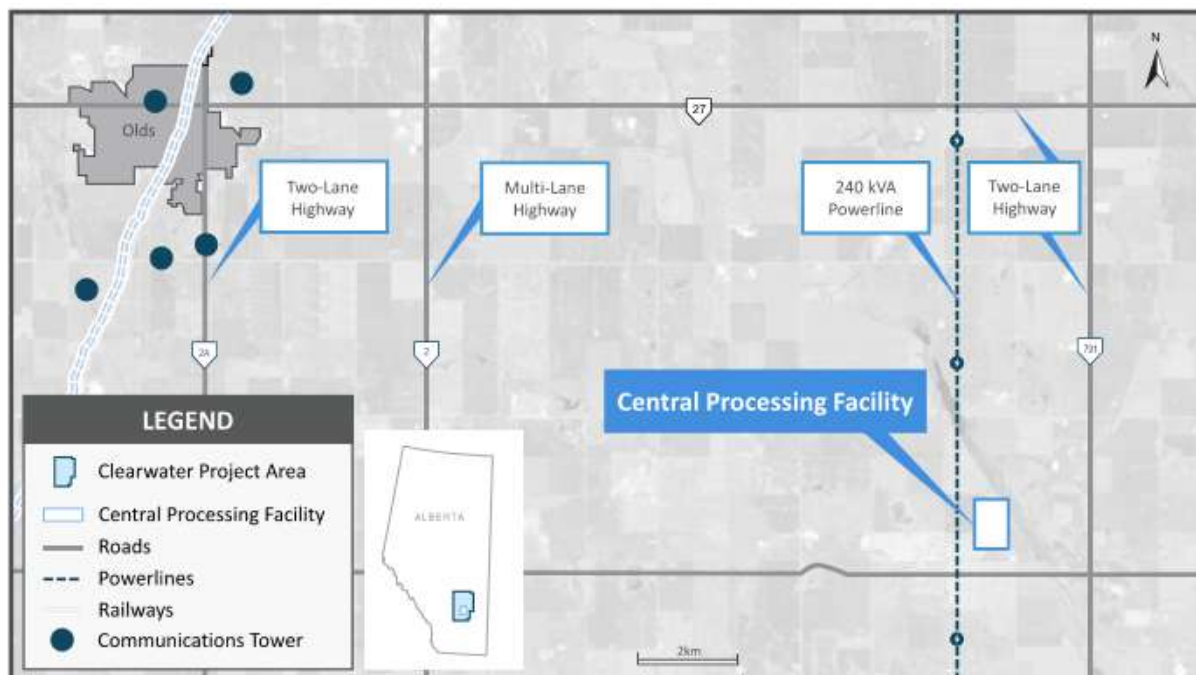 N
27
Olds
Two-Lane
Highway
Multi-Lane
Highway
240 kVA
Powerline
Two-Lane
Highway
2A
2
Central Processing Facility
LEGEND
Clearwater Project Area
Central Processing Facility
Roads
Powerlines
Railways
Communications Tower
ALBERTA
2km